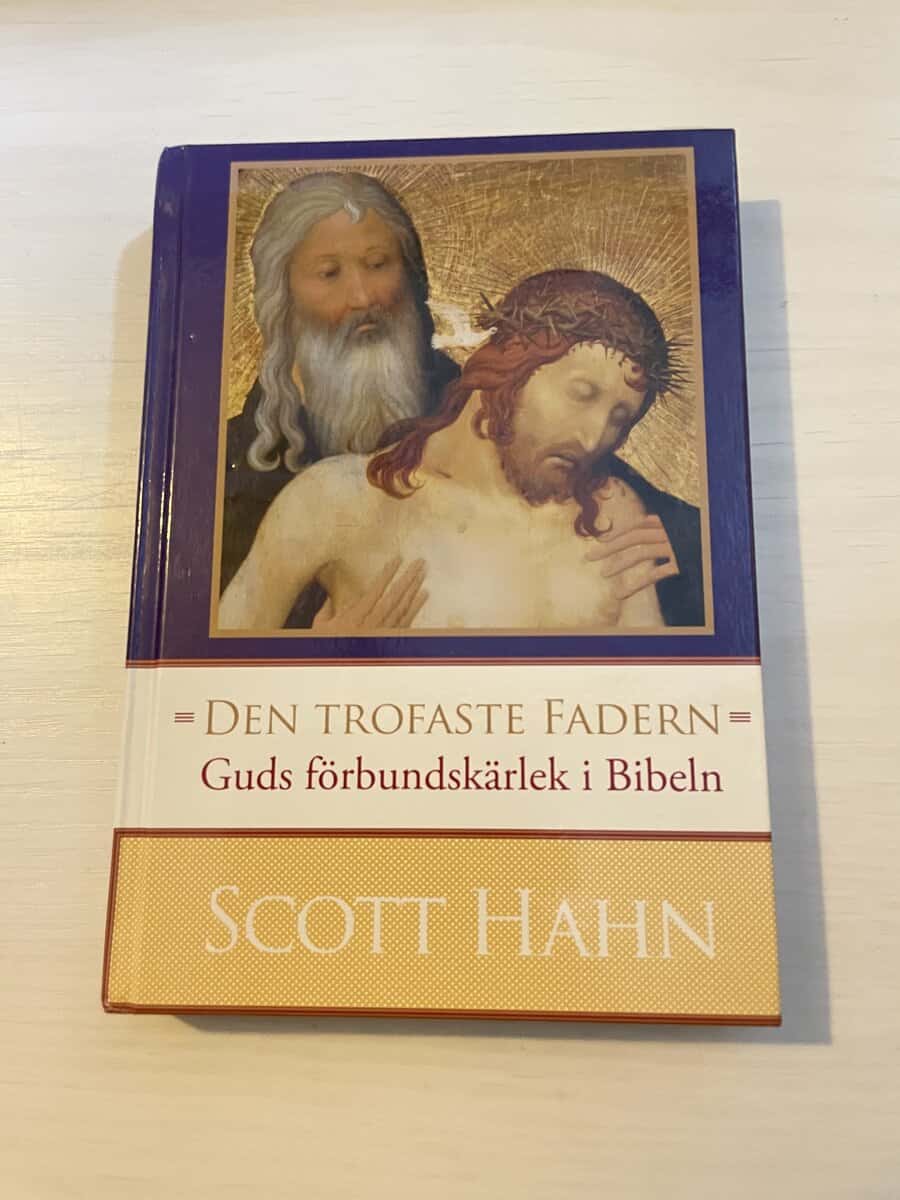 DEN TROFASTE FADERN
Guds förbundskärlek i Bibeln
SCOTT HAHN